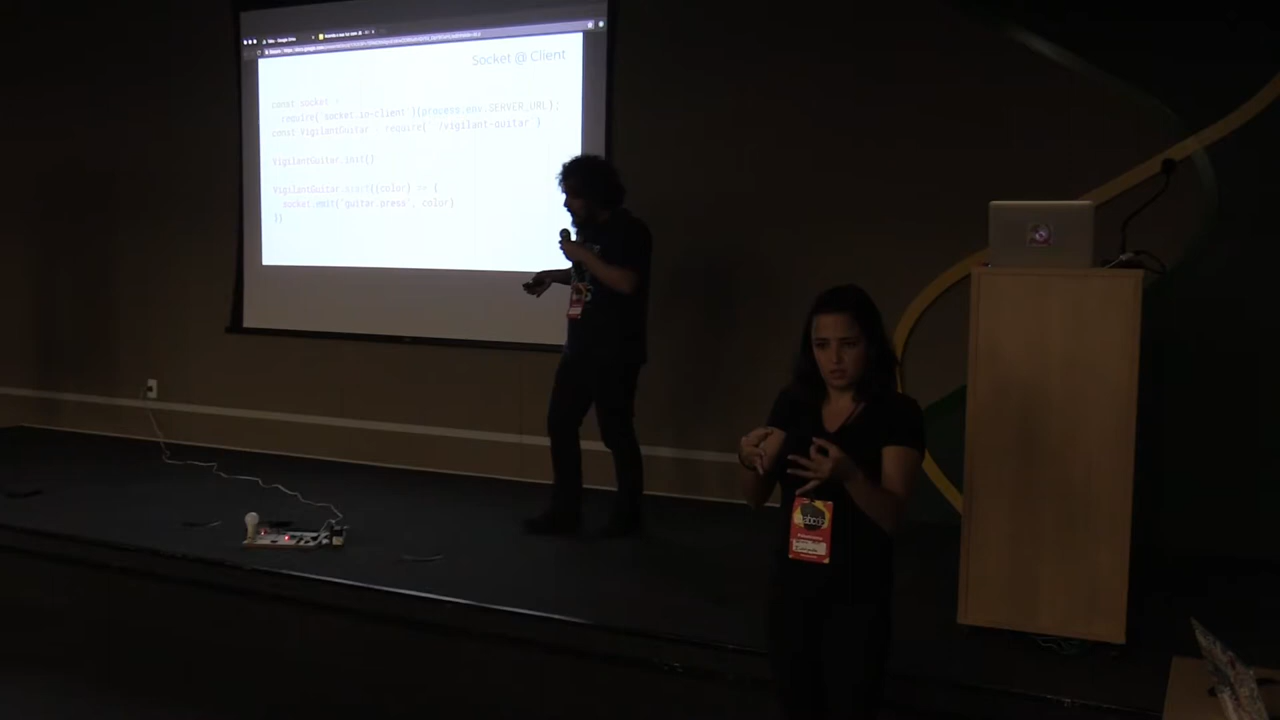 Socket @ Client
const socket =
require('socket.io-client')(process.env.SERVER_URL);
const VigilantGuitar = require('./vigilant-guitar')
VigilantGuitar.init()
VigilantGuitar.start((color) => {
socket.emit('guitar.press', color)
})
abcdev